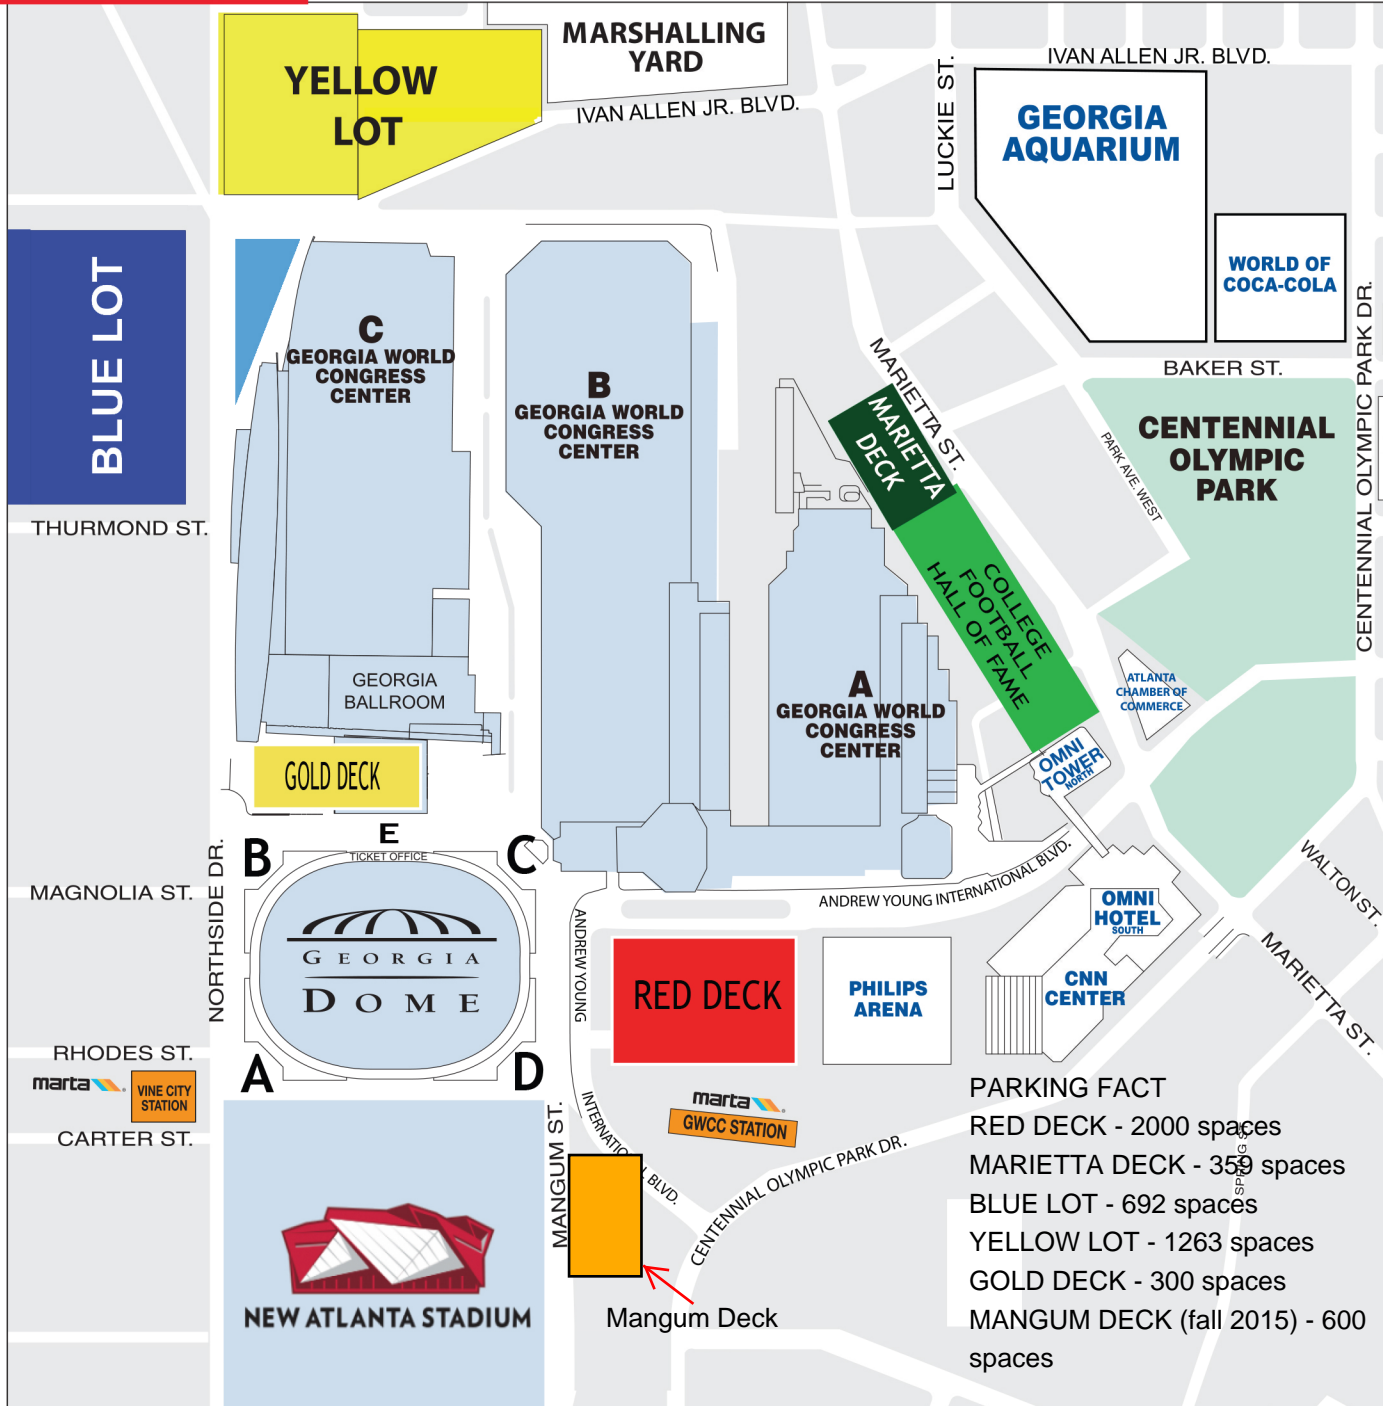 MARSHALLING
YARD
YELLOW
LOT
IVAN ALLEN JR. BLVD.
IVAN ALLEN JR. BLVD.
LUCKIE ST.
GEORGIA
AQUARIUM
WORLD OF
COCA-COLA
BLUE LOT
C
GEORGIA WORLD
CONGRESS
CENTER
B
GEORGIA WORLD
CONGRESS
CENTER
MARIETTA ST.
MARIETTA
DECK
BAKER ST.
CENTENNIAL OLYMPIC PARK DR.
CENTENNIAL
OLYMPIC
PARK
PARK AVE. WEST
THURMOND ST.
COLLEGE
FOOTBALL
HALL OF FAME
GEORGIA
BALLROOM
A
GEORGIA WORLD
CONGRESS
CENTER
ATLANTA
CHAMBER OF
COMMERCE
OMNI
TOWER
NORTH
GOLD DECK
E
TICKET OFFICE
B
C
NORTHSIDE DR.
MAGNOLIA ST.
ANDREW YOUNG INTERNATIONAL BLVD.
WALTON ST.
OMNI
HOTEL
SOUTH
GEORGIA
DOME
ANDREW YOUNG
INTERNATIONAL BLVD.
RED DECK
PHILIPS
ARENA
CNN
CENTER
MARIETTA ST.
RHODES ST.
A
D
marta
VINE CITY
STATION
marta
GWCC STATION
CARTER ST.
MANGUM ST.
CENTENNIAL OLYMPIC PARK DR.
SPRING ST.
NEW ATLANTA STADIUM
Mangum Deck
PARKING FACT
RED DECK - 2000 spaces
MARIETTA DECK - 359 spaces
BLUE LOT - 692 spaces
YELLOW LOT - 1263 spaces
GOLD DECK - 300 spaces
MANGUM DECK (fall 2015) - 600
spaces